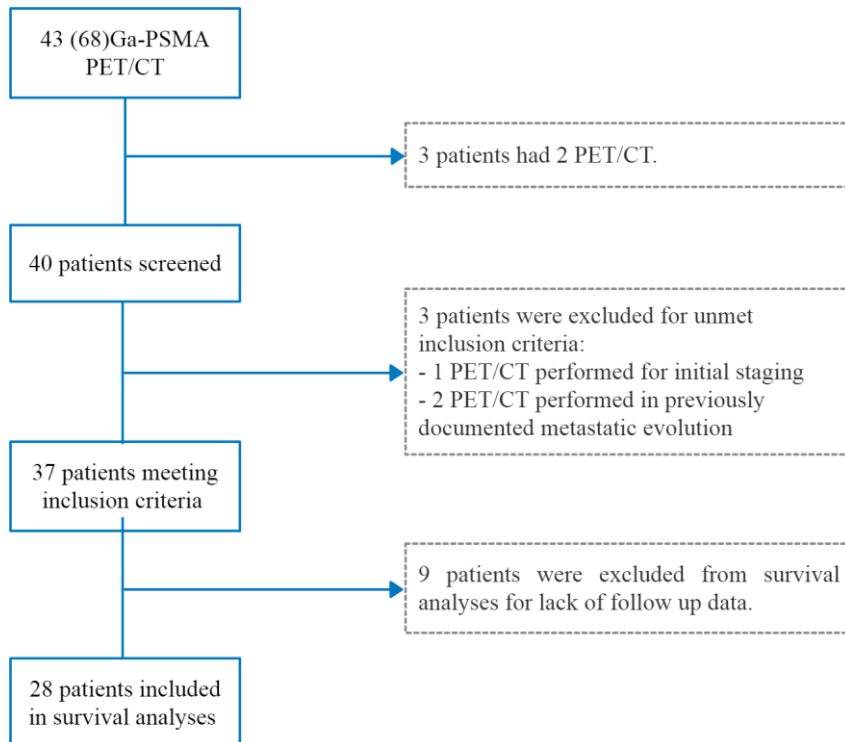 43 (68)Ga-PSMA
PET/CT
3 patients had 2 PET/CT.
40 patients screened
3 patients were excluded for unmet
inclusion criteria:
- 1 PET/CT performed for initial staging
- 2 PET/CT performed in previously
documented metastatic evolution
37 patients meeting
inclusion criteria
9 patients were excluded from survival
analyses for lack of follow up data.
28 patients included
in survival analyses